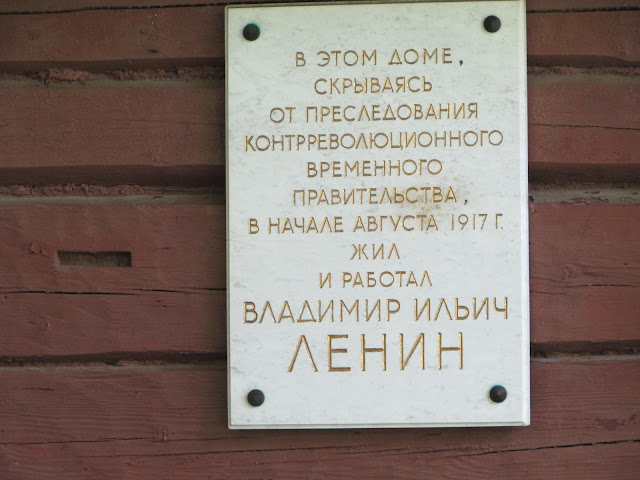 В ЭТОМ ДОМЕ,
СКРЫВАЯСЬ
ОТ ПРЕСЛЕДОВАНИЯ
КОНТРРЕВОЛЮЦИОННОГО
ВРЕМЕННОГО
ПРАВИТЕЛЬСТВА,
В НАЧАЛЕ АВГУСТА 1917 Г.
ЖИЛ
И РАБОТАЛ
ВЛАДИМИР ИЛЬИЧ
ЛЕНИН